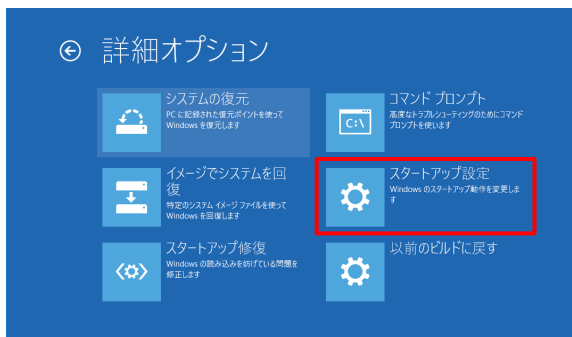 詳細オプション
システムの復元
PC に記録された復元ポイントを使って
Windows を復元します
コマンド プロンプト
高度なトラブルシューティングのためにコマンド
プロンプトを使います
C:\
イメージでシステムを回
復
特定のシステム イメージ ファイルを使って
Windows を回復します
スタートアップ設定
Windows のスタートアップ動作を変更しま
す
スタートアップ修復
Windows の読み込みを妨げている問題を
修正します
以前のビルドに戻す